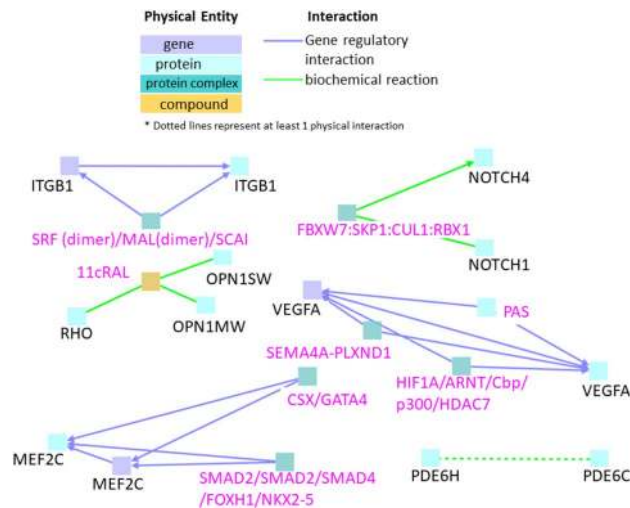 Physical Entity
Interaction
gene
protein
protein complex
compound
Gene regulatory
interaction
biochemical reaction
* Dotted lines represent at least 1 physical interaction
ITGB1
ITGB1
SRF (dimer)/MAL(dimer)/SCAI
NOTCH4
FBXW7:SKP1:CUL1:RBX1
NOTCH1
11cRAL
OPN1SW
RHO
OPN1MW
VEGFA
PAS
SEMA4A-PLXND1
HIF1A/ARNT/Cbp/
p300/HDAC7
VEGFA
CSX/GATA4
MEF2C
MEF2C
SMAD2/SMAD2/SMAD4
/FOXH1/NKX2-5
PDE6H
PDE6C